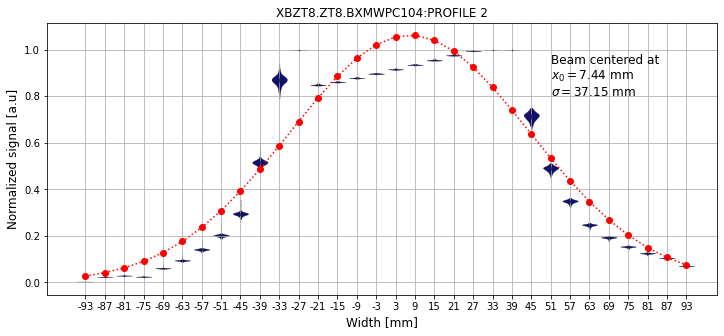 XBZT8.ZT8.BXMWPC104:PROFILE 2
Normalized signal [a.u]
1.0
0.8
0.6
0.4
0.2
0.0
Beam centered at
x₀ = 7.44 mm
σ = 37.15 mm
-93 -87 -81 -75 -69 -63 -57 -51 -45 -39 -33 -27 -21 -15 -9 -3 3 9 15 21 27 33 39 45 51 57 63 69 75 81 87 93
Width [mm]